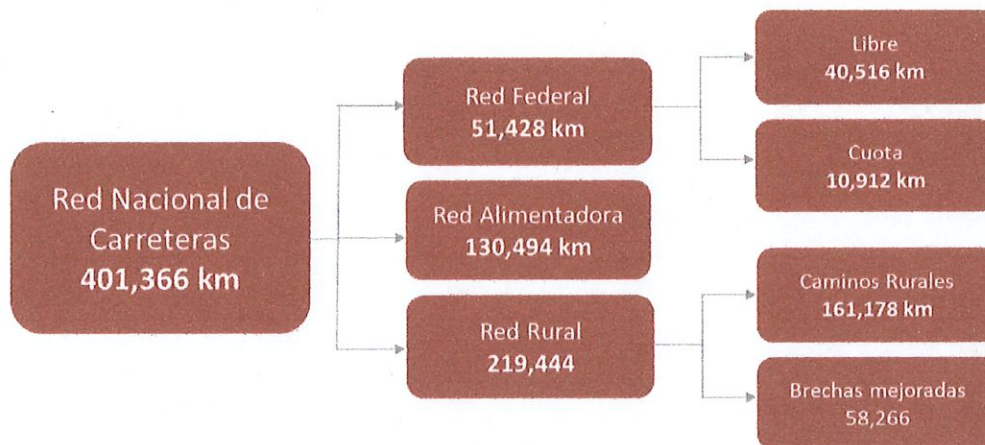 Red Nacional de
Carreteras
401,366 km
Red Federal
51,428 km
Libre
40,516 km
Cuota
10,912 km
Red Alimentadora
130,494 km
Red Rural
219,444
Caminos Rurales
161,178 km
Brechas mejoradas
58,266